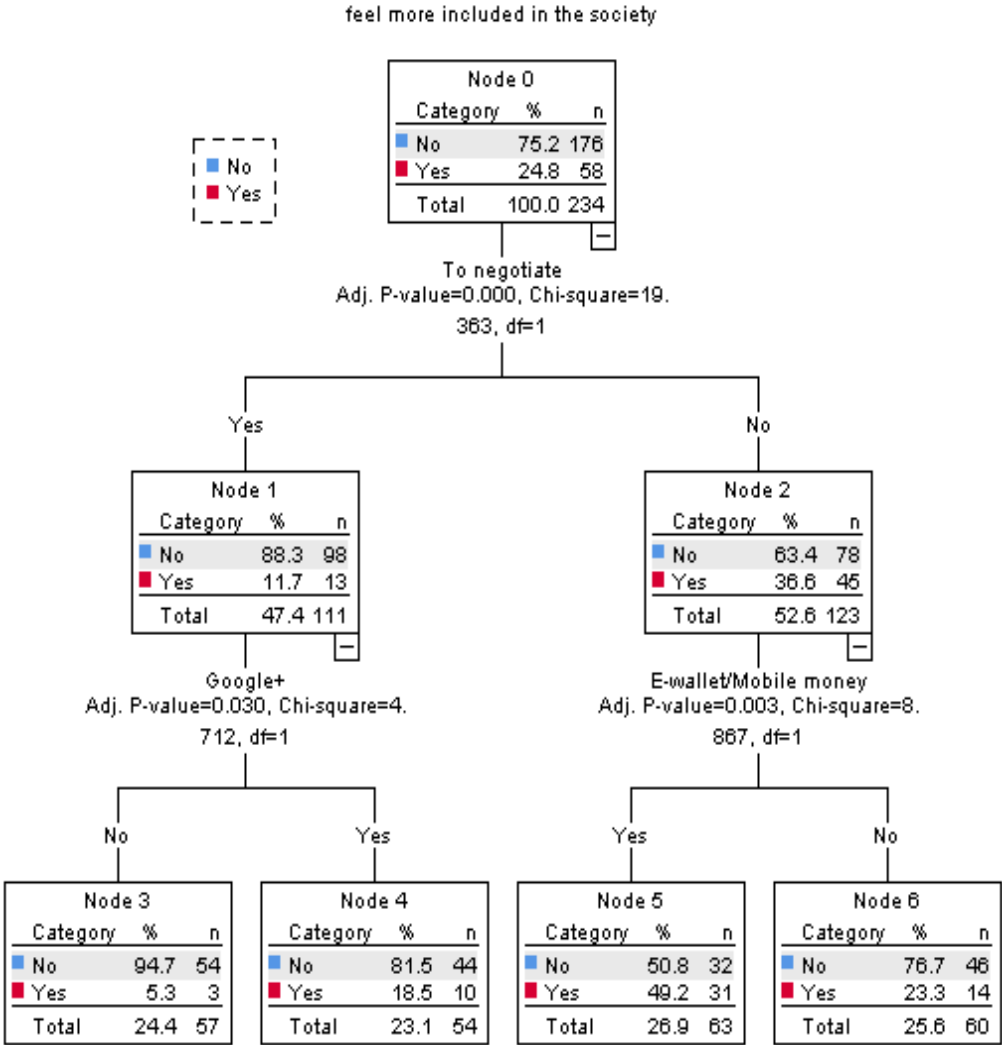 feel more included in the society
Node 0
Category % n
No 75.2 176
Yes 24.8 58
Total 100.0 234
No
Yes
To negotiate
Adj. P-value=0.000, Chi-square=19.
363, df=1
Yes
No
Node 1
Category % n
No 88.3 98
Yes 11.7 13
Total 47.4 111
Node 2
Category % n
No 63.4 78
Yes 36.6 45
Total 52.6 123
Google+
Adj. P-value=0.030, Chi-square=4.
712, df=1
E-wallet/Mobile money
Adj. P-value=0.003, Chi-square=8.
867, df=1
No
Yes
Yes
No
Node 3
Category % n
No 94.7 54
Yes 5.3 3
Total 24.4 57
Node 4
Category % n
No 81.5 44
Yes 18.5 10
Total 23.1 54
Node 5
Category % n
No 50.8 32
Yes 49.2 31
Total 26.9 63
Node 6
Category % n
No 76.7 46
Yes 23.3 14
Total 25.6 60